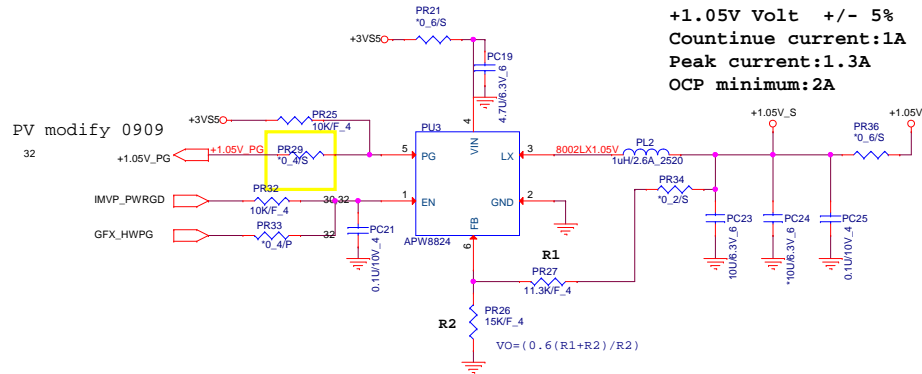 +1.05V Volt +/- 5%
Countinue current:1A
Peak current:1.3A
OCP minimum:2A
PR21
*0_6/S
+3VS5
PC19
4.7U/6.3V_6
+3VS5
PR25
10K/F_4
PV modify 0909
32
+1.05V_PG
+1.05V_PG
PR29
*0_4/S
PU3
4
VIN
5
PG
LX
3
8002LX1.05V
PL2
1uH/2.6A_2520
+1.05V_S
+1.05V
PR36
*0_6/S
PR34
*0_2/S
IMVP_PWRGD
PR32
10K/F_4
30,32
1
EN
GND
2
FB
6
APW8824
GFX_HWPG
PR33
*0_4/P
32
PC21
0.1U/10V_4
PC23
10U/6.3V_6
PC24
*10U/6.3V_6
PC25
0.1U/10V_4
R1
PR27
11.3K/F_4
R2
PR26
15K/F_4
VO=(0.6(R1+R2)/R2)